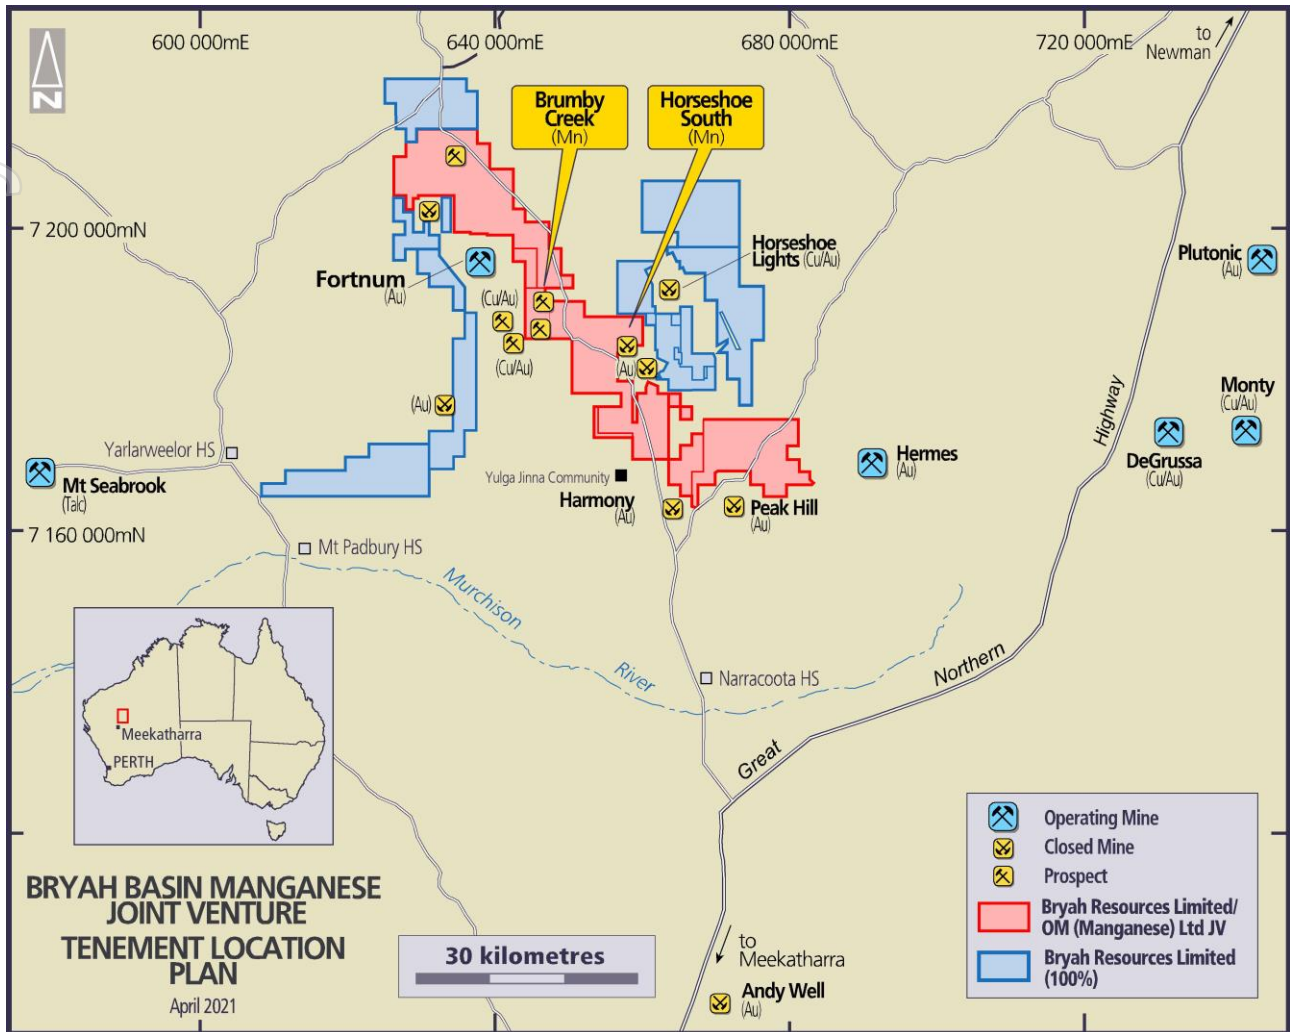 600 000mE
640 000mE
680 000mE
720 000mE
to
Newman
N
Brumby
Creek
(Mn)
Horseshoe
South
(Mn)
7 200 000mN
Horseshoe
Lights (Cu/Au)
Plutonic
(Au)
Fortnum
(Au)
(Cu/Au)
(Cu/Au)
(Au)
(Au)
Highway
Monty
(Cu/Au)
Yarlarweelor HS
Mt Seabrook
(Talc)
Yulga Jinna Community
Harmony
(Au)
Hermes
(Au)
DeGrussa
(Cu/Au)
Peak Hill
(Au)
7 160 000mN
Mt Padbury HS
Murchison
River
Narracoota HS
Northern
Great
Meekatharra
PERTH
Operating Mine
Closed Mine
Prospect
Bryah Resources Limited/
OM (Manganese) Ltd JV
Bryah Resources Limited
(100%)
BRYAH BASIN MANGANESE
JOINT VENTURE
TENEMENT LOCATION
PLAN
April 2021
30 kilometres
to
Meekatharra
Andy Well
(Au)